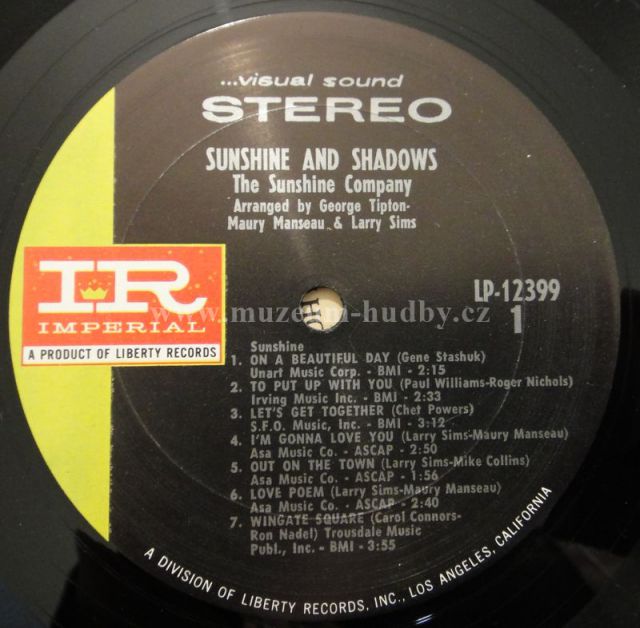 ...visual sound
STEREO
SUNSHINE AND SHADOWS
The Sunshine Company
Arranged by George Tipton-
Maury Manseau & Larry Sims
IR
IMPERIAL
A PRODUCT OF LIBERTY RECORDS
LP-12399
1
www.muzeum-hudby.cz
Sunshine
1. ON A BEAUTIFUL DAY (Gene Stashuk)
Unart Music Corp. - BMI - 2:15
2. TO PUT UP WITH YOU (Paul Williams-Roger Nichols)
Irving Music Inc. - BMI - 2:33
3. LET'S GET TOGETHER (Chet Powers)
S.F.O. Music, Inc. - BMI - 3:12
4. I'M GONNA LOVE YOU (Larry Sims-Maury Manseau)
Asa Music Co. - ASCAP - 2:50
5. OUT ON THE TOWN (Larry Sims-Mike Collins)
Asa Music Co. - ASCAP - 1:56
6. LOVE POEM (Larry Sims-Maury Manseau)
Asa Music Co. - ASCAP - 2:40
7. WINGATE SQUARE (Carol Connors-
Ron Nadel) Trousdale Music
Publ., Inc. - BMI - 3:55
A DIVISION OF LIBERTY RECORDS, INC., LOS ANGELES, CALIFORNIA